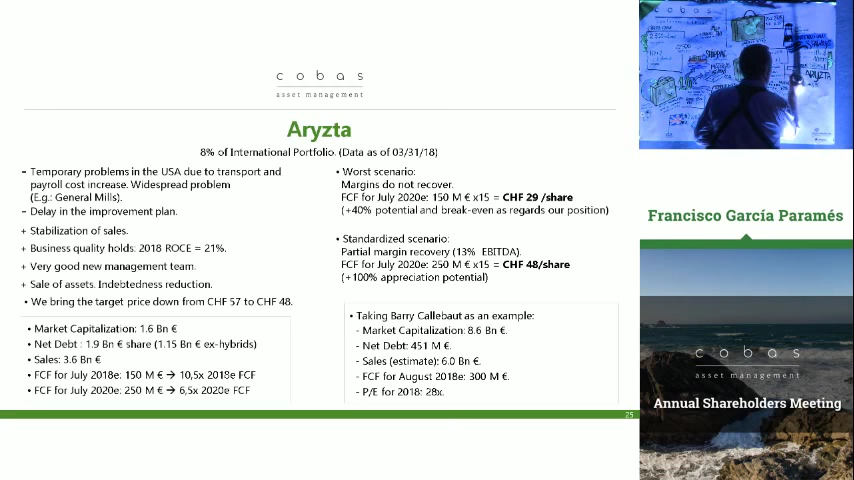 cobas
asset management
Aryzta
8% of International Portfolio. (Data as of 03/31/18)
- Temporary problems in the USA due to transport and
payroll cost increase. Widespread problem
(E.g.: General Mills).
- Delay in the improvement plan.
+ Stabilization of sales.
+ Business quality holds: 2018 ROCE = 21%.
+ Very good new management team.
+ Sale of assets. Indebtedness reduction.
• We bring the target price down from CHF 57 to CHF 48.
• Market Capitalization: 1.6 Bn €
• Net Debt : 1.9 Bn € share (1.15 Bn € ex-hybrids)
• Sales: 3.6 Bn €
• FCF for July 2018e: 150 M € → 10,5x 2018e FCF
• FCF for July 2020e: 250 M € → 6,5x 2020e FCF
• Worst scenario:
Margins do not recover.
FCF for July 2020e: 150 M € x15 = CHF 29 /share
(+40% potential and break-even as regards our position)
• Standardized scenario:
Partial margin recovery (13% EBITDA).
FCF for July 2020e: 250 M € x15 = CHF 48/share
(+100% appreciation potential)
• Taking Barry Callebaut as an example:
- Market Capitalization: 8.6 Bn €.
- Net Debt: 451 M €.
- Sales (estimate): 6.0 Bn €.
- FCF for August 2018e: 300 M €.
- P/E for 2018: 28x.
25
SHIPPING
ARYZTA
Francisco García Paramés
cobas
asset management
Annual Shareholders Meeting